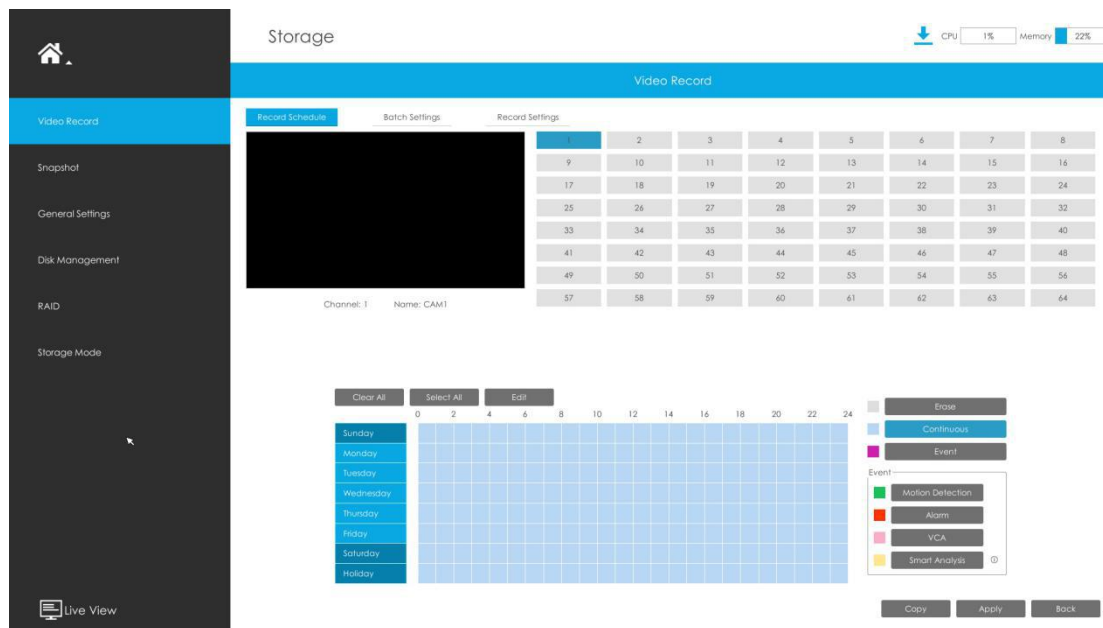 Storage
CPU 1% Memory 22%
Video Record
Video Record
Snapshot
General Settings
Disk Management
RAID
Storage Mode
Live View
Record Schedule Batch Settings Record Settings
1 2 3 4 5 6 7 8
9 10 11 12 13 14 15 16
17 18 19 20 21 22 23 24
25 26 27 28 29 30 31 32
33 34 35 36 37 38 39 40
41 42 43 44 45 46 47 48
49 50 51 52 53 54 55 56
57 58 59 60 61 62 63 64
Channel: 1 Name: CAM1
Clear All Select All Edit
0 2 4 6 8 10 12 14 16 18 20 22 24
Sunday
Monday
Tuesday
Wednesday
Thursday
Friday
Saturday
Holiday
Erase
Continuous
Event
Event
Motion Detection
Alarm
VCA
Smart Analysis
Copy Apply Back